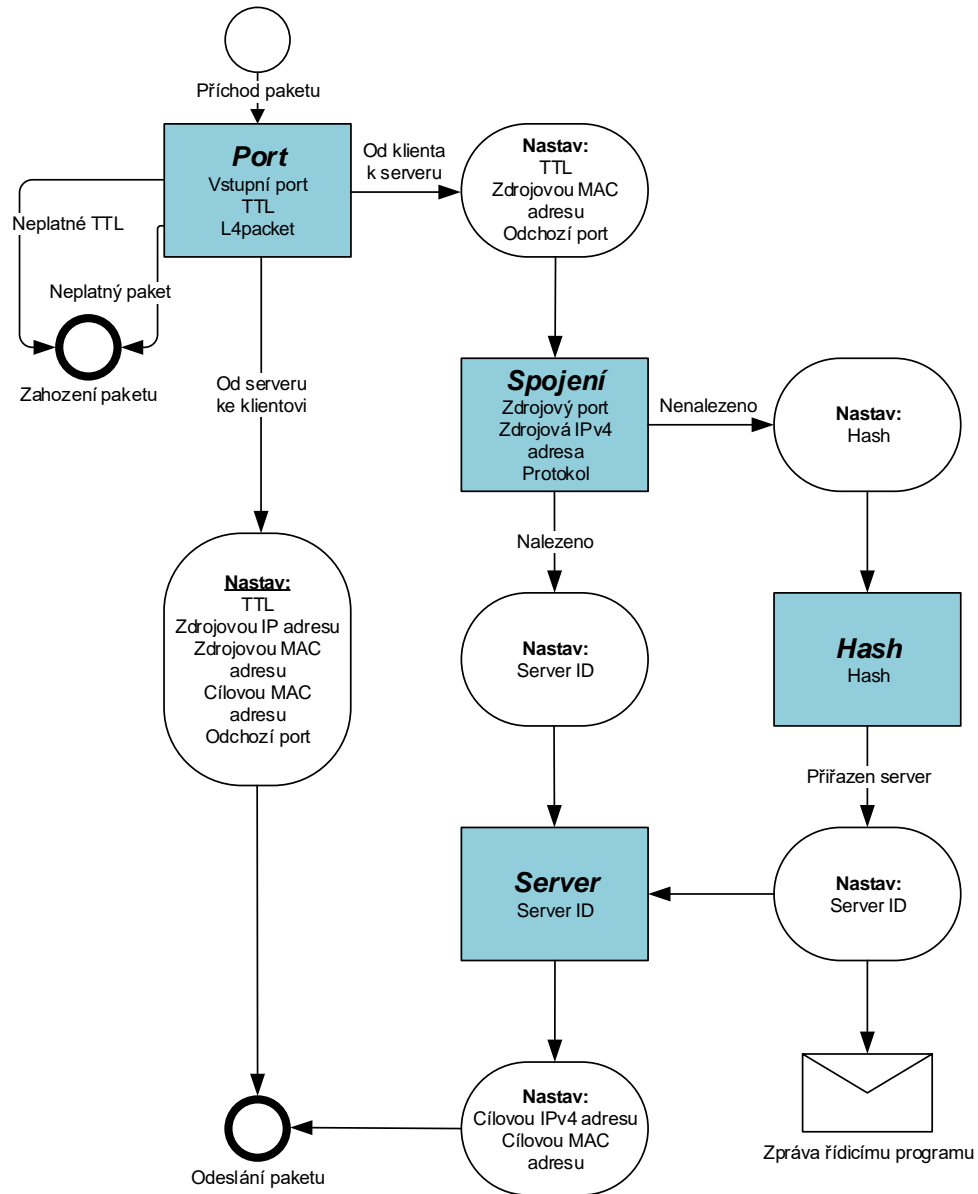 Příchod paketu
Port
Vstupní port
TTL
L4packet
Od klienta
k serveru
Nastav:
TTL
Zdrojovou MAC
adresu
Odchozí port
Neplatné TTL
Neplatný paket
Zahození paketu
Od serveru
ke klientovi
Spojení
Zdrojový port
Zdrojová IPv4
adresa
Protokol
Nenalezeno
Nastav:
Hash
Nalezeno
Nastav:
TTL
Zdrojovou IP adresu
Zdrojovou MAC
adresu
Cílovou MAC
adresu
Odchozí port
Nastav:
Server ID
Hash
Hash
Přiřazen server
Server
Server ID
Nastav:
Server ID
Nastav:
Cílovou IPv4 adresu
Cílovou MAC
adresu
Odeslání paketu
Zpráva řídicímu programu